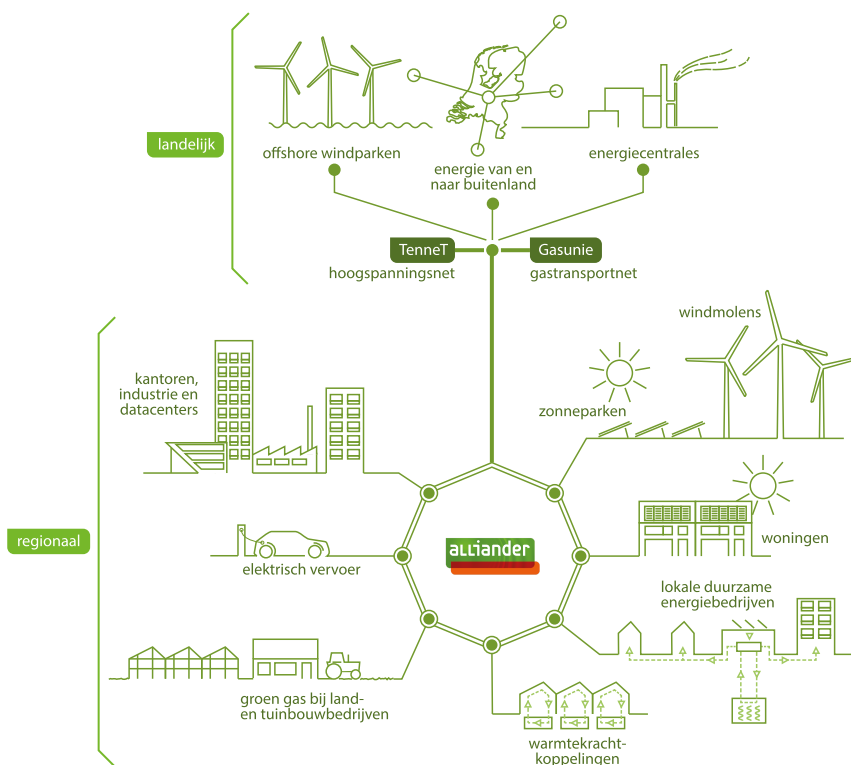 landelijk
offshore windparken
energie van en
naar buitenland
energiecentrales
TenneT
hoogspanningsnet
Gasunie
gastransportnet
windmolens
kantoren,
industrie en
datacenters
zonneparken
regionaal
alliander
woningen
elektrisch vervoer
lokale duurzame
energiebedrijven
groen gas bij land-
en tuinbouwbedrijven
warmtekracht-
koppelingen